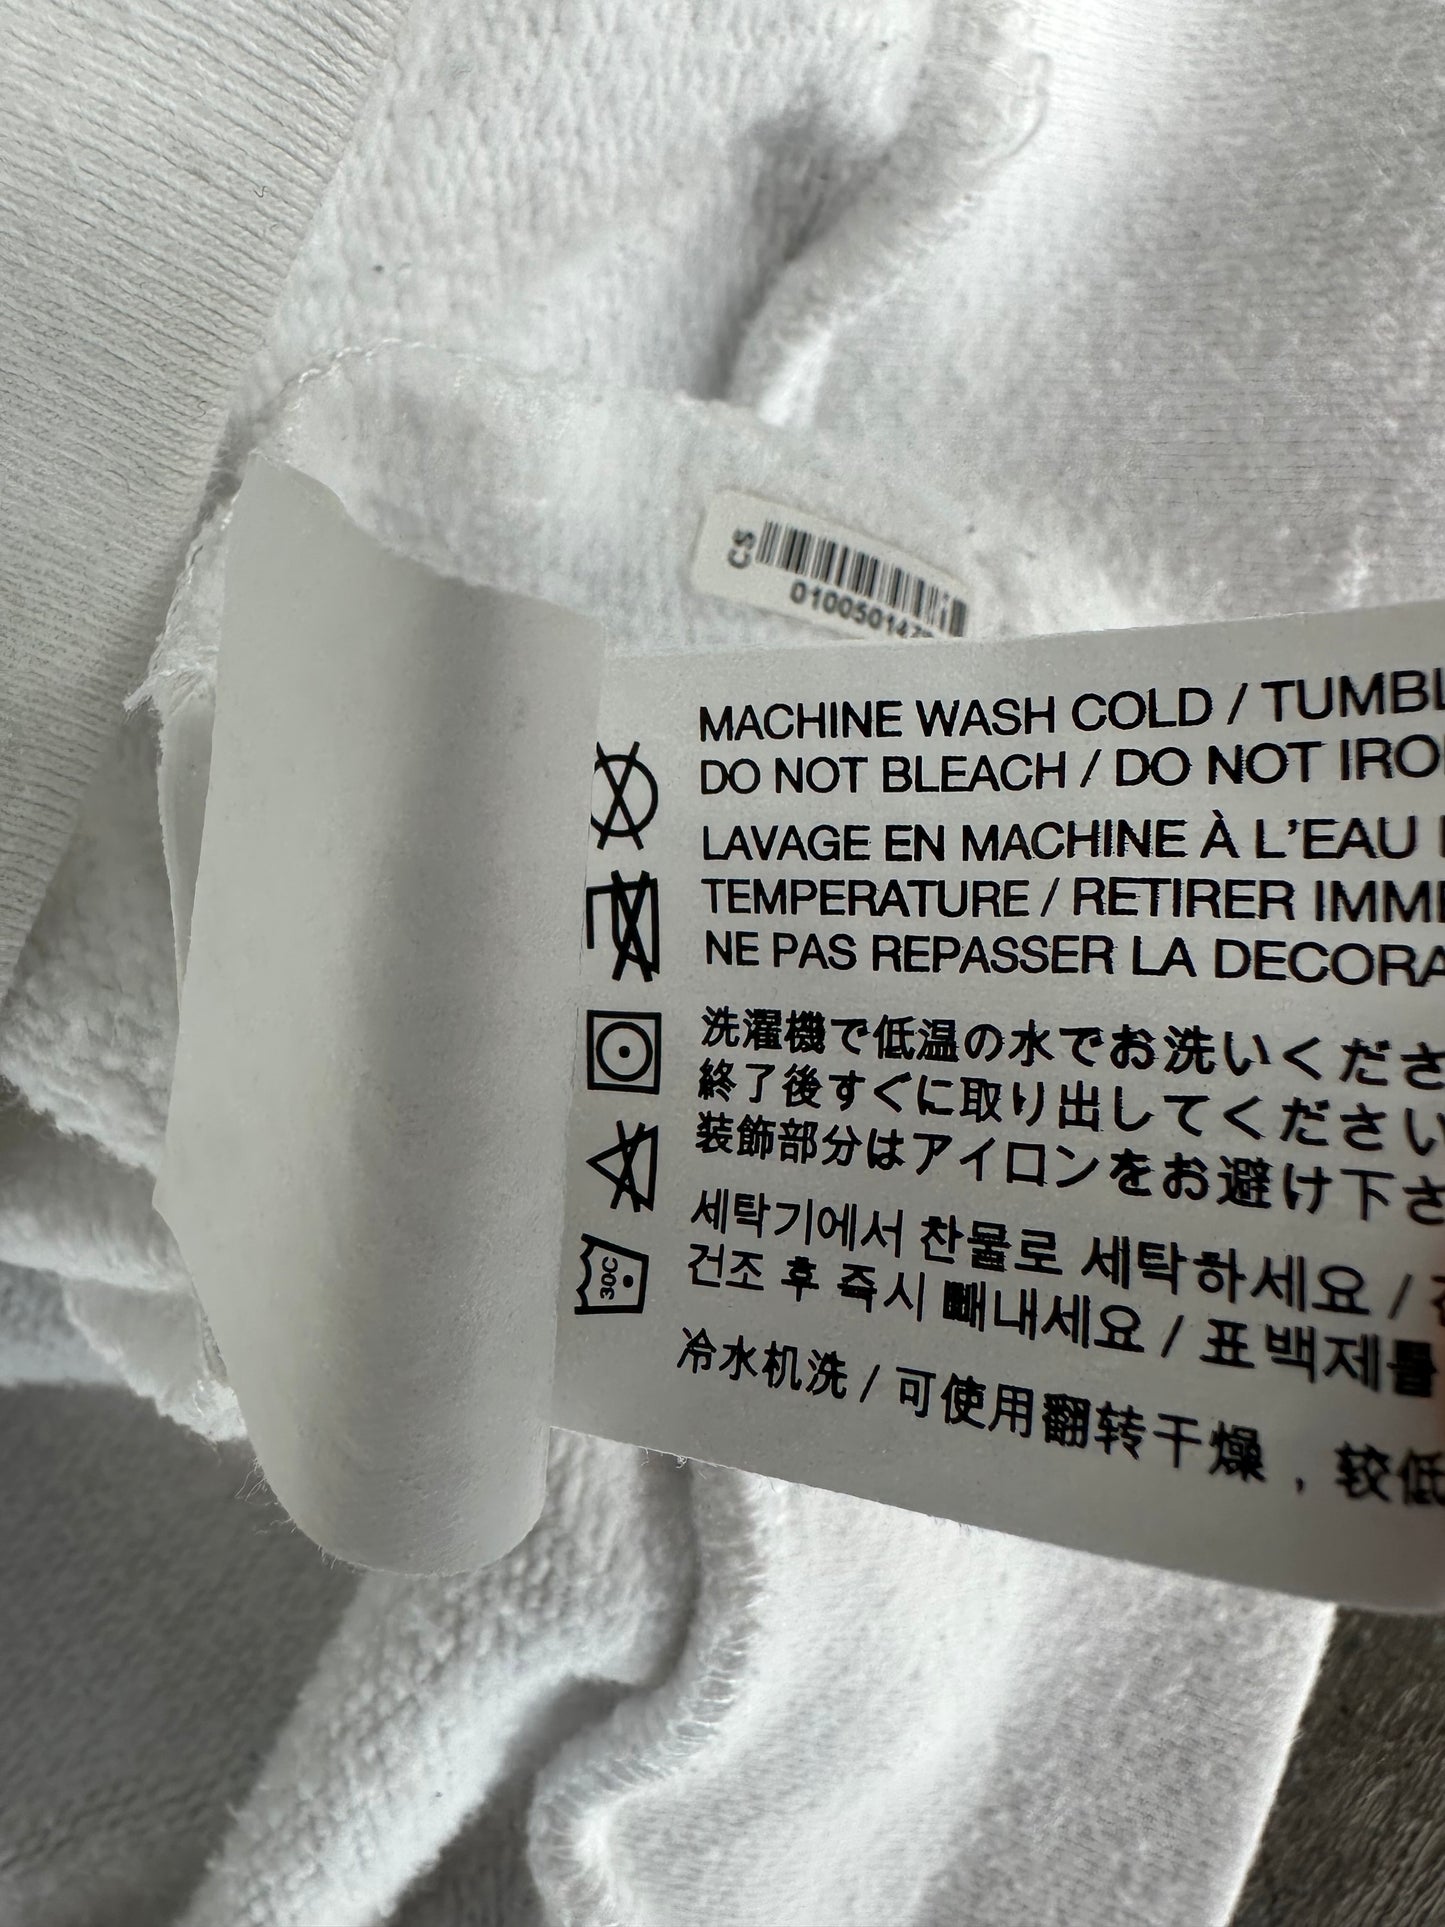 CS
01005014
MACHINE WASH COLD / TUMBL
DO NOT BLEACH / DO NOT IRO
LAVAGE EN MACHINE À L'EAU
TEMPERATURE / RETIRER IMM
NE PAS REPASSER LA DECORA
洗濯機で低温の水でお洗いくださ
終了後すぐに取り出してください
装飾部分はアイロンをお避け下さ
세탁기에서 찬물로 세탁하세요 /
건조 후 즉시 빼내세요 / 표백제를
冷水机洗 / 可使用翻转干燥，较低
30C